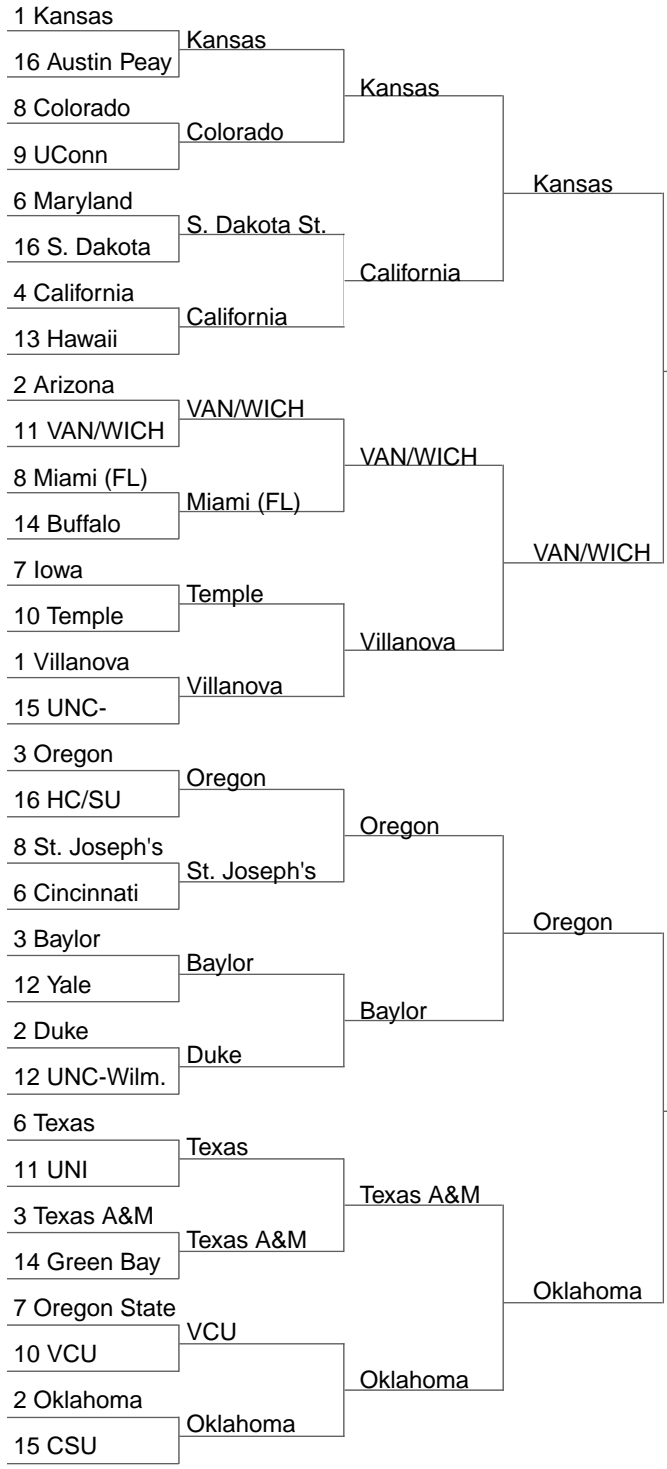 1 Kansas
16 Austin Peay
8 Colorado
9 UConn
6 Maryland
16 S. Dakota
4 California
13 Hawaii
2 Arizona
11 VAN/WICH
8 Miami (FL)
14 Buffalo
7 Iowa
10 Temple
1 Villanova
15 UNC-
3 Oregon
16 HC/SU
8 St. Joseph's
6 Cincinnati
3 Baylor
12 Yale
2 Duke
12 UNC-Wilm.
6 Texas
11 UNI
3 Texas A&M
14 Green Bay
7 Oregon State
10 VCU
2 Oklahoma
15 CSU
Kansas
Colorado
S. Dakota St.
California
VAN/WICH
Miami (FL)
Temple
Villanova
Oregon
St. Joseph's
Baylor
Duke
Texas
Texas A&M
VCU
Oklahoma
Kansas
California
VAN/WICH
Villanova
Oregon
Baylor
Texas A&M
Oklahoma
Kansas
VAN/WICH
Oregon
Oklahoma